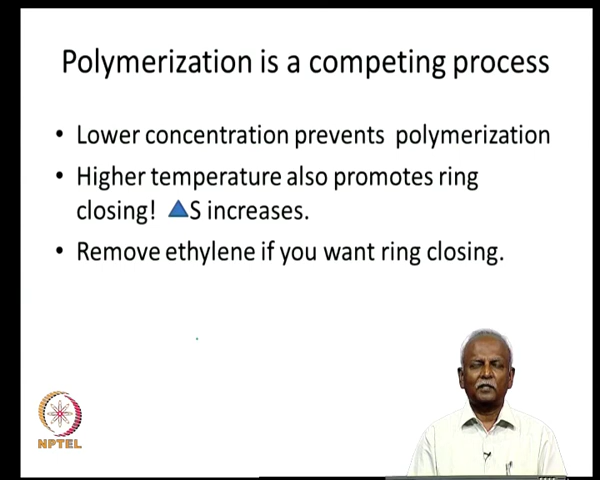 Polymerization is a competing process
• Lower concentration prevents polymerization
• Higher temperature also promotes ring
closing! ▲S increases.
• Remove ethylene if you want ring closing.
NPTEL